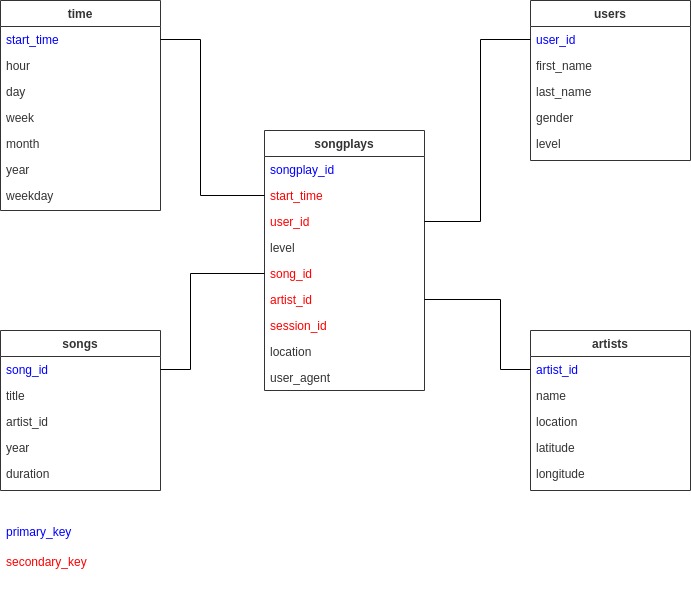 time
start_time
hour
day
week
month
year
weekday
users
user_id
first_name
last_name
gender
level
songplays
songplay_id
start_time
user_id
level
song_id
artist_id
session_id
location
user_agent
songs
song_id
title
artist_id
year
duration
artists
artist_id
name
location
latitude
longitude
primary_key
secondary_key